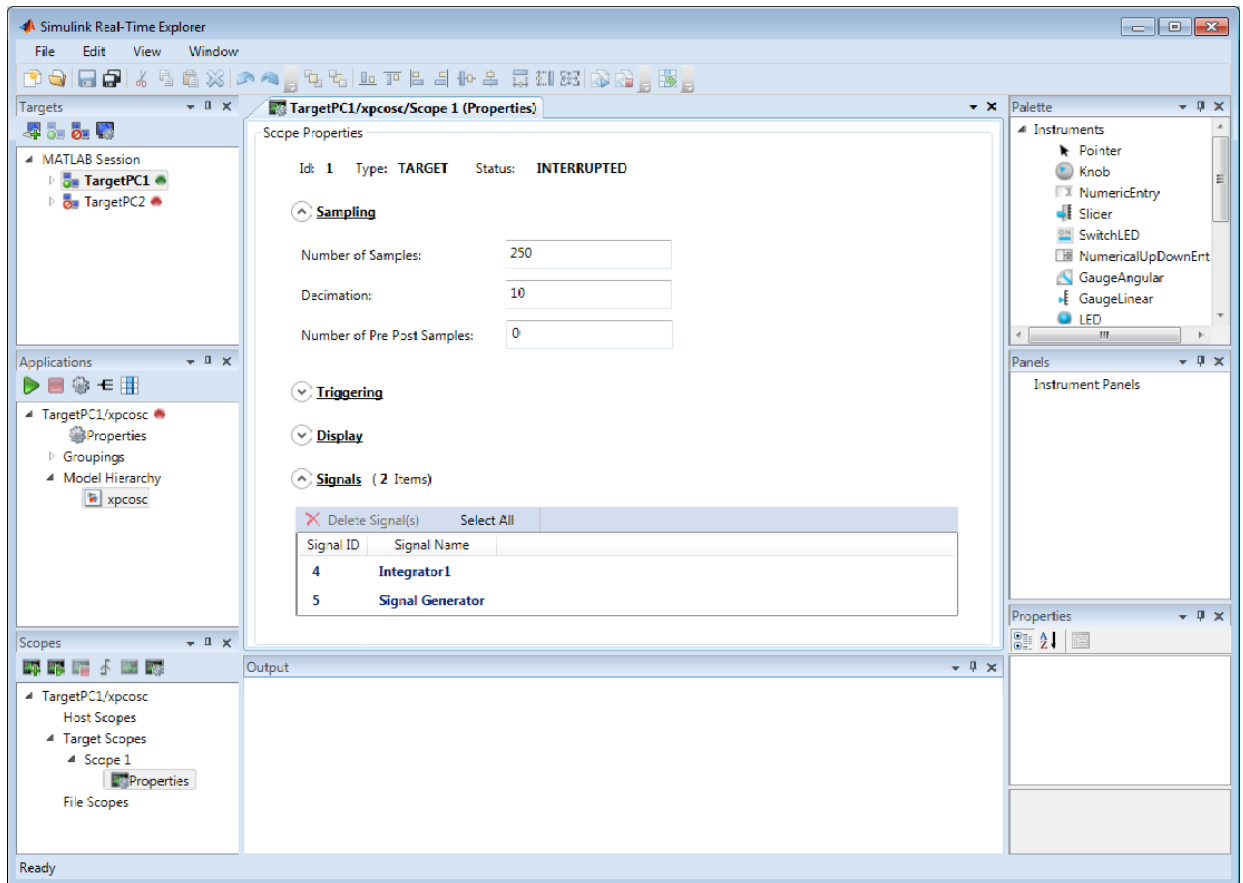 Simulink Real-Time Explorer
File Edit View Window
Targets
MATLAB Session
TargetPC1
TargetPC2
Applications
TargetPC1/xpcosc
Properties
Groupings
Model Hierarchy
xpcosc
Scopes
TargetPC1/xpcosc
Host Scopes
Target Scopes
Scope 1
Properties
File Scopes
TargetPC1/xpcosc/Scope 1 (Properties)
Scope Properties
Id: 1 Type: TARGET Status: INTERRUPTED
Sampling
Number of Samples: 250
Decimation: 10
Number of Pre Post Samples: 0
Triggering
Display
Signals (2 Items)
Delete Signal(s) Select All
Signal ID Signal Name
4 Integrator1
5 Signal Generator
Output
Palette
Instruments
Pointer
Knob
NumericEntry
Slider
SwitchLED
NumericalUpDownEnt
GaugeAngular
GaugeLinear
LED
Panels
Instrument Panels
Properties
Ready